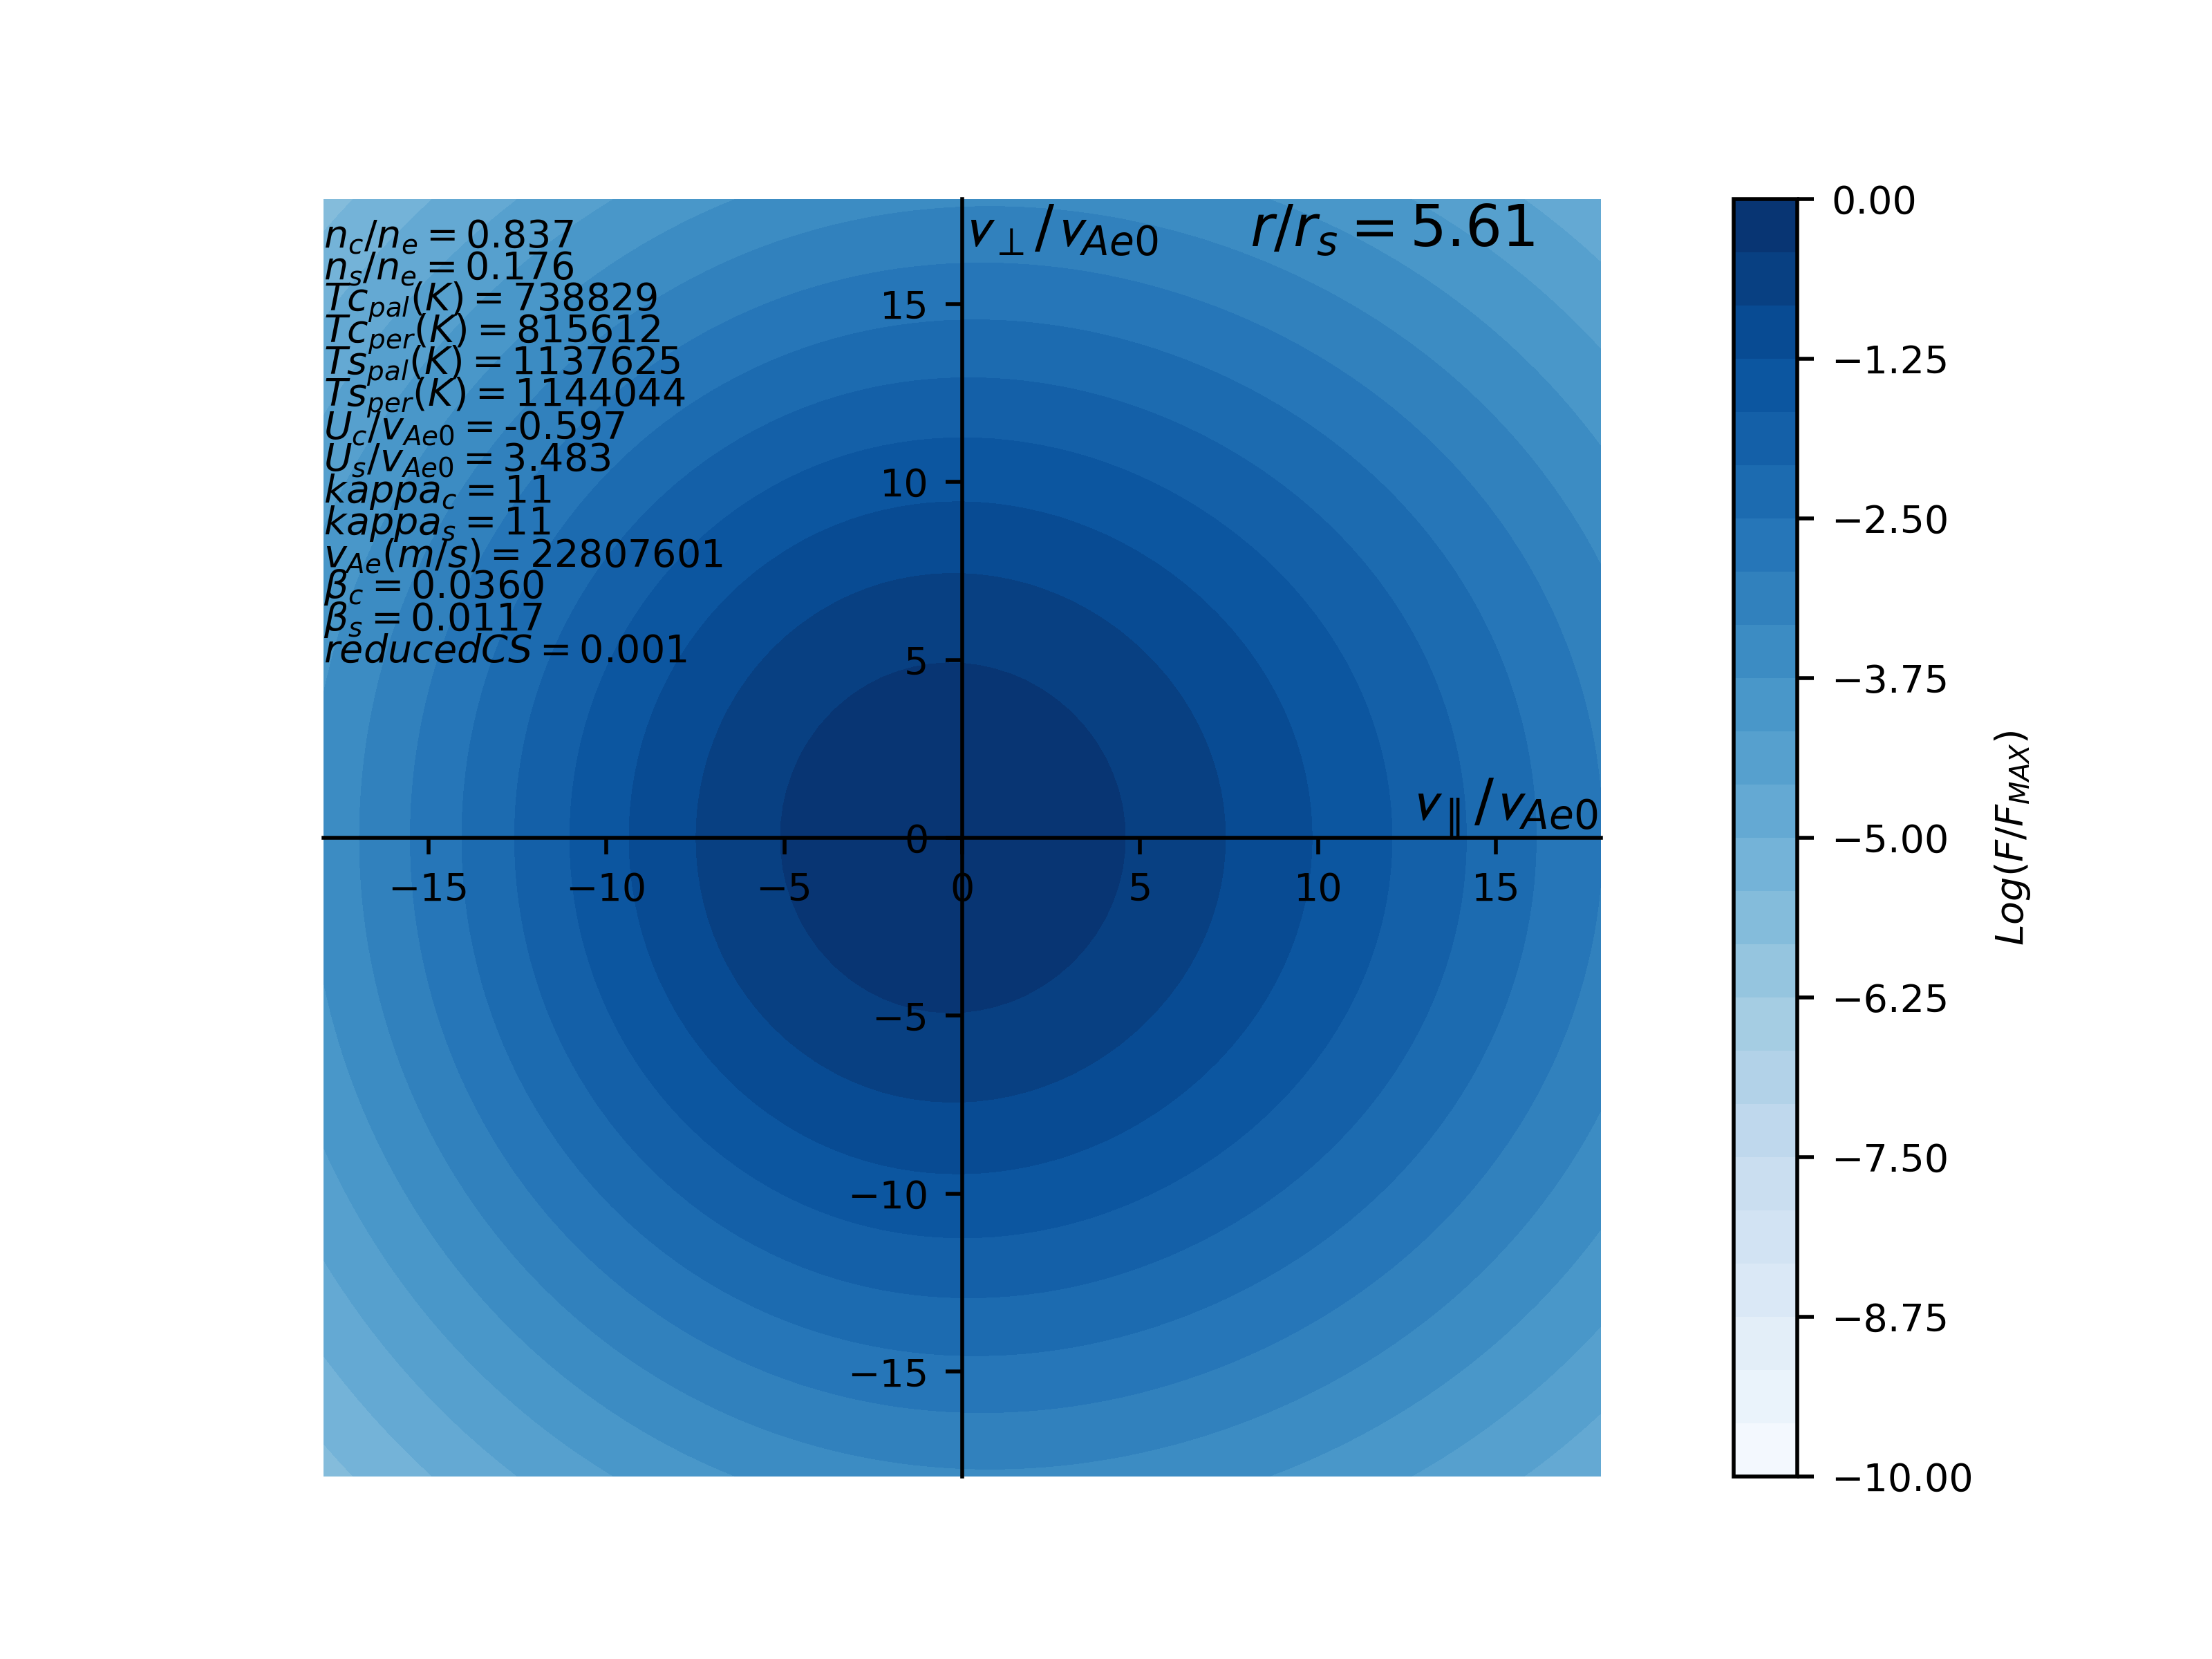 n_c/n_e = 0.837
n_s/n_e = 0.176
Tc_pal(K) = 738829
Tc_per(K) = 815612
Ts_pal(K) = 1137625
Ts_per(K) = 1144044
U_c/v_Ae0 = -0.597
U_s/v_Ae0 = 3.483
kappa_c = 11
kappa_s = 11
v_Ae(m/s) = 22807601
β_c = 0.0360
β_s = 0.0117
reducedCS = 0.001
v_⊥/v_Ae0
r/r_s = 5.61
15
10
5
0
−5
−10
−15
v_∥/v_Ae0
−15 −10 −5 0 5 10 15
0.00
−1.25
−2.50
−3.75
−5.00
−6.25
−7.50
−8.75
−10.00
Log(F/F_MAX)